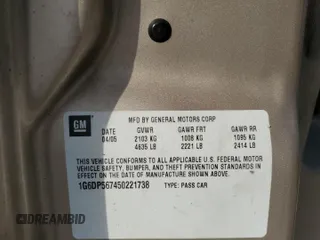 GM
MFD BY GENERAL MOTORS CORP
DATE GVWR GAWR FRT GAWR RR
04/05 2103 KG 1008 KG 1095 KG
4635 LB 2221 LB 2414 LB
THIS VEHICLE CONFORMS TO ALL APPLICABLE U.S. FEDERAL MOTOR
VEHICLE SAFETY, BUMPER, AND THEFT PREVENTION STANDARDS
IN EFFECT ON THE DATE OF MANUFACTURE SHOWN ABOVE.
1G6DP567450221738 TYPE: PASS CAR
DREAMBID